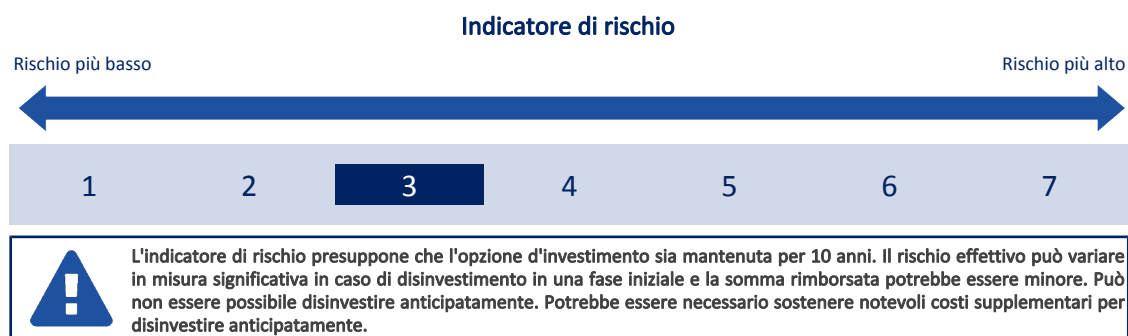 Indicatore di rischio
Rischio più basso
Rischio più alto
1 2 3 4 5 6 7
L'indicatore di rischio presuppone che l'opzione d'investimento sia mantenuta per 10 anni. Il rischio effettivo può variare
in misura significativa in caso di disinvestimento in una fase iniziale e la somma rimborsata potrebbe essere minore. Può
non essere possibile disinvestire anticipatamente. Potrebbe essere necessario sostenere notevoli costi supplementari per
disinvestire anticipatamente.